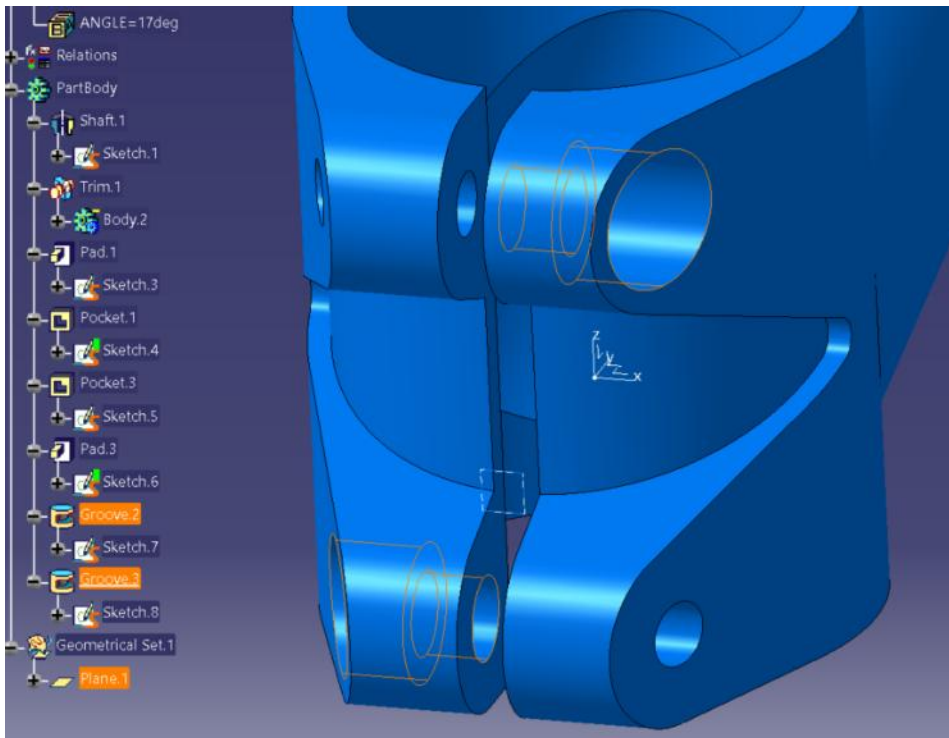 ANGLE=17deg
Relations
PartBody
Shaft.1
Sketch.1
Trim.1
Body.2
Pad.1
Sketch.3
Pocket.1
Sketch.4
Pocket.3
Sketch.5
Pad.3
Sketch.6
Groove.2
Sketch.7
Groove.3
Sketch.8
Geometrical Set.1
Plane.1
z
y
x